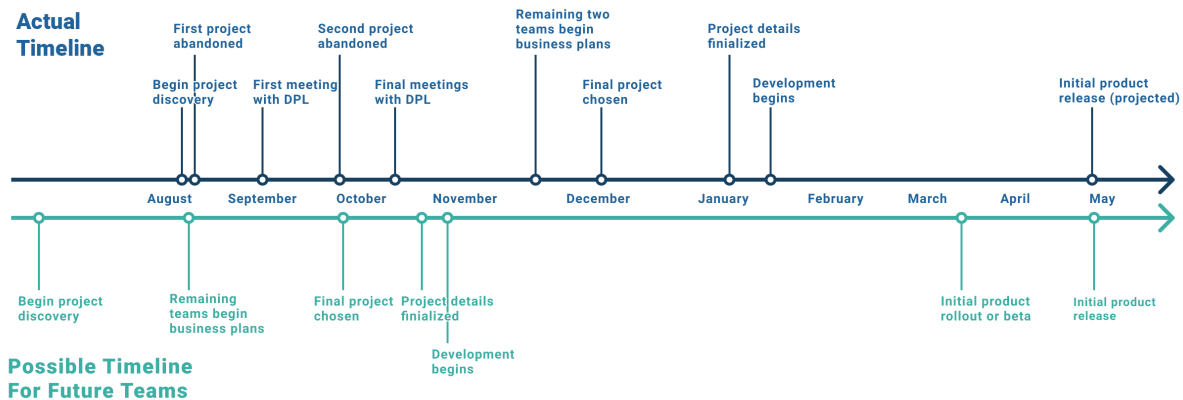 Actual
Timeline
First project
abandoned
Second project
abandoned
Remaining two
teams begin
business plans
Project details
finialized
Begin project
discovery
First meeting
with DPL
Final meetings
with DPL
Final project
chosen
Development
begins
Initial product
release (projected)
August September October November December January February March April May
Begin project
discovery
Remaining
teams begin
business plans
Final project
chosen
Project details
finialized
Initial product
rollout or beta
Initial product
release
Development
begins
Possible Timeline
For Future Teams